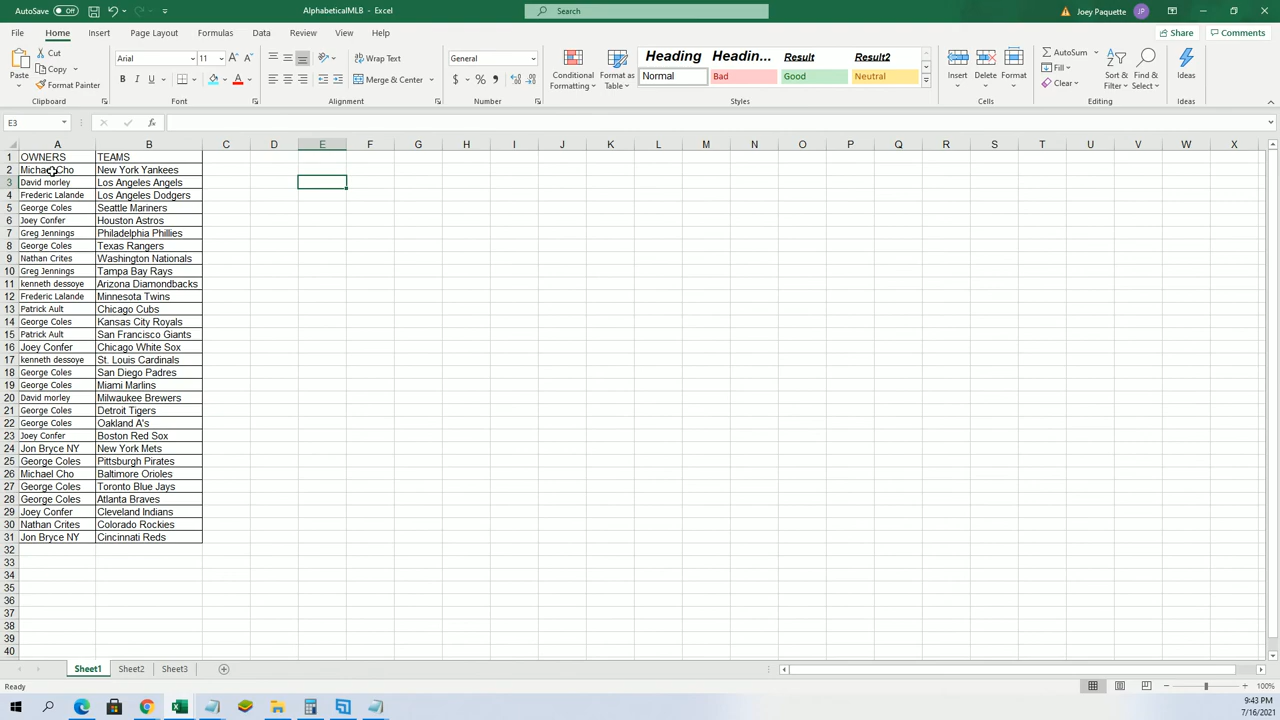 AutoSave Off AlphabeticalMLB - Excel Search Joey Paquette JP
File Home Insert Page Layout Formulas Data Review View Help Share Comments
Paste Cut Copy Format Painter Clipboard
Arial 11 B I U Font
ab Wrap Text Merge & Center Alignment
General $ % Number
Conditional Formatting Format as Table
Heading Headin... Result Result2
Normal Bad Good Neutral
Styles
Insert Delete Format Cells
AutoSum Fill Clear Sort & Filter Find & Select Editing
Ideas Ideas
E3 fx
A B C D E F G H I J K L M N O P Q R S T U V W X
1 OWNERS TEAMS
2 Michael Cho New York Yankees
3 David morley Los Angeles Angels
4 Frederic Lalande Los Angeles Dodgers
5 George Coles Seattle Mariners
6 Joey Confer Houston Astros
7 Greg Jennings Philadelphia Phillies
8 George Coles Texas Rangers
9 Nathan Crites Washington Nationals
10 Greg Jennings Tampa Bay Rays
11 kenneth dessoye Arizona Diamondbacks
12 Frederic Lalande Minnesota Twins
13 Patrick Ault Chicago Cubs
14 George Coles Kansas City Royals
15 Patrick Ault San Francisco Giants
16 Joey Confer Chicago White Sox
17 kenneth dessoye St. Louis Cardinals
18 George Coles San Diego Padres
19 George Coles Miami Marlins
20 David morley Milwaukee Brewers
21 George Coles Detroit Tigers
22 George Coles Oakland A's
23 Joey Confer Boston Red Sox
24 Jon Bryce NY New York Mets
25 George Coles Pittsburgh Pirates
26 Michael Cho Baltimore Orioles
27 George Coles Toronto Blue Jays
28 George Coles Atlanta Braves
29 Joey Confer Cleveland Indians
30 Nathan Crites Colorado Rockies
31 Jon Bryce NY Cincinnati Reds
32
33
34
35
36
37
38
39
40
Sheet1 Sheet2 Sheet3
Ready 100%
9:43 PM
7/16/2021